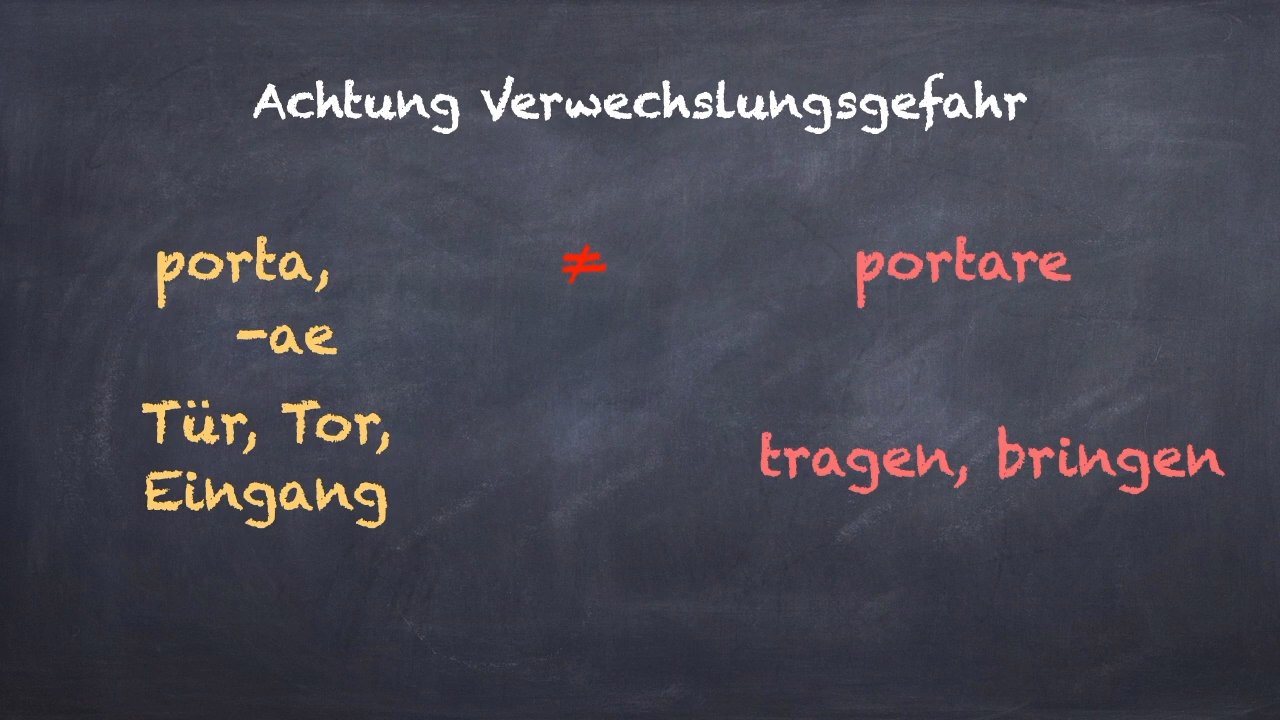 Achtung Verwechslungsgefahr
porta,
-ae
Tür, Tor,
Eingang
≠
portare
tragen, bringen